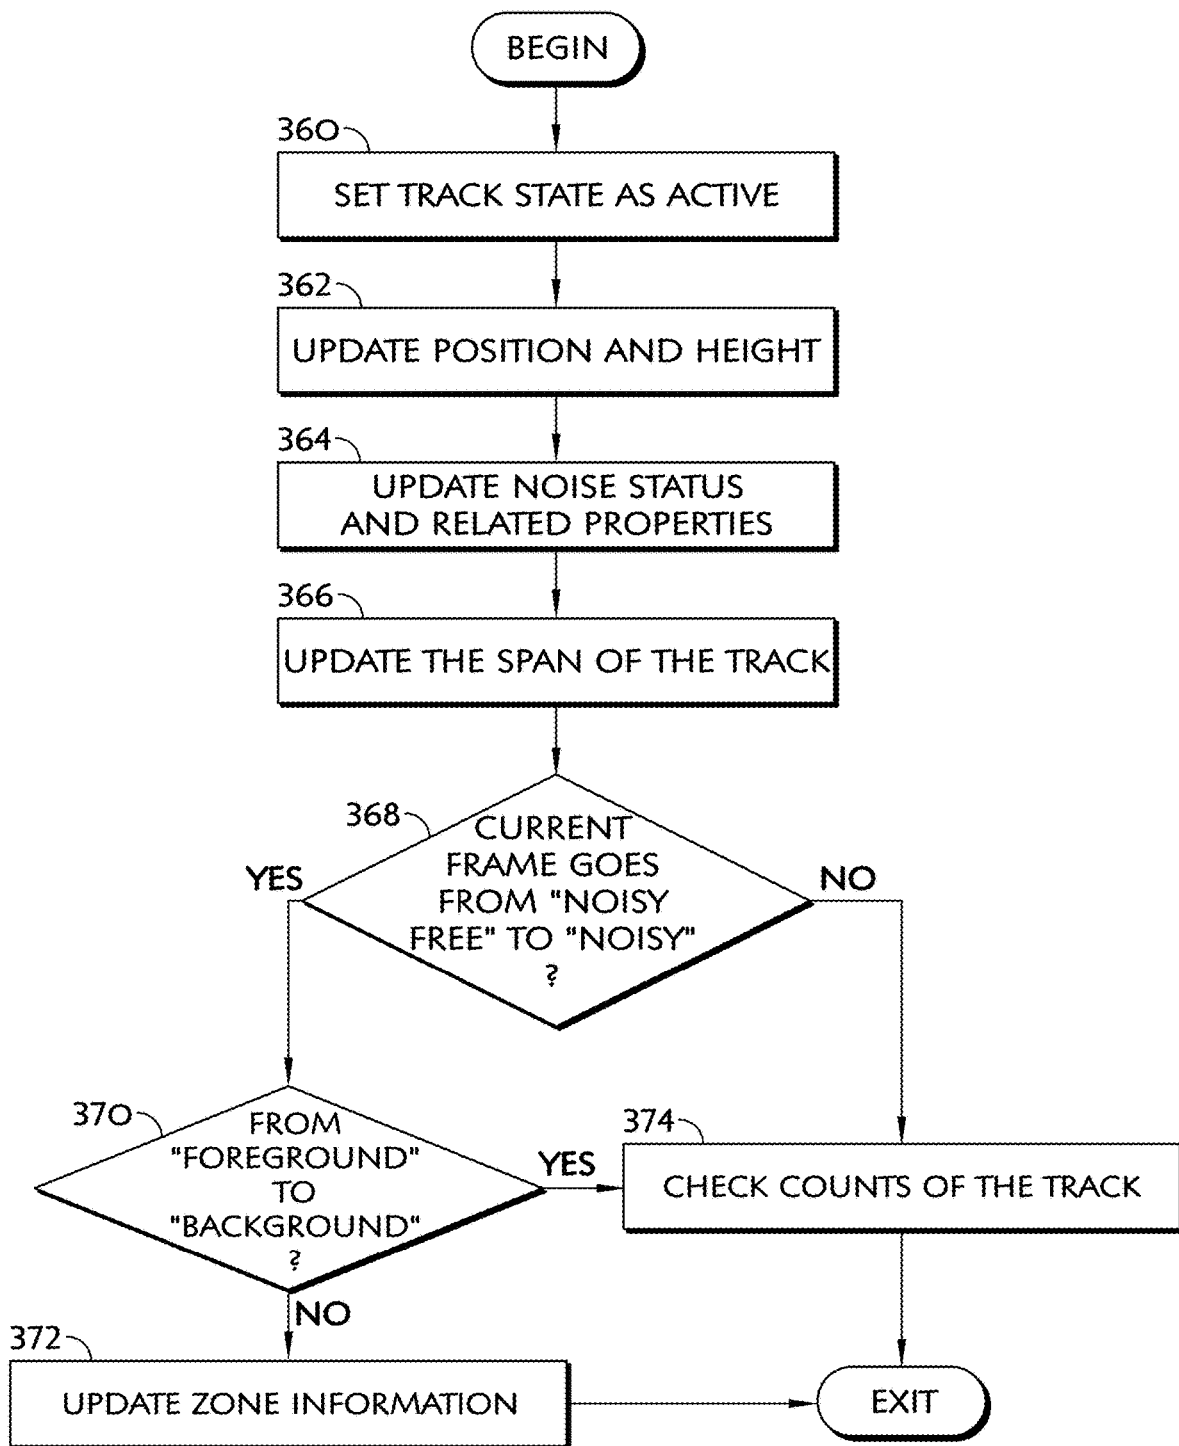 BEGIN
360
SET TRACK STATE AS ACTIVE
362
UPDATE POSITION AND HEIGHT
364
UPDATE NOISE STATUS
AND RELATED PROPERTIES
366
UPDATE THE SPAN OF THE TRACK
368
CURRENT
FRAME GOES
FROM "NOISY
FREE" TO "NOISY"
?
YES
NO
370
FROM
"FOREGROUND"
TO
"BACKGROUND"
?
YES
374
CHECK COUNTS OF THE TRACK
NO
372
UPDATE ZONE INFORMATION
EXIT